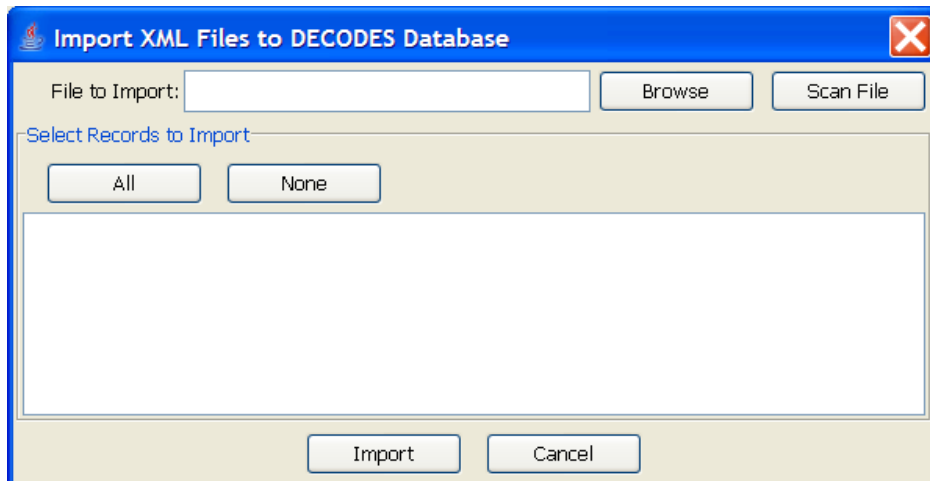 Import XML Files to DECODES Database
File to Import: Browse Scan File
Select Records to Import
All None
Import Cancel